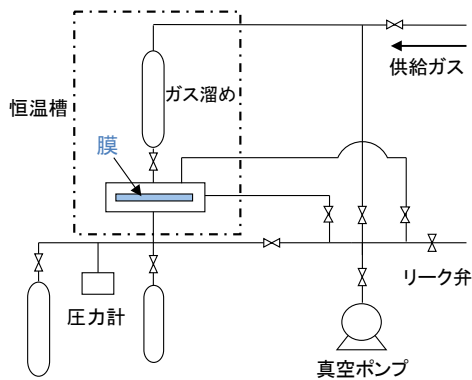 供給ガス
ガス溜め
恒温槽
膜
リーク弁
圧力計
真空ポンプ